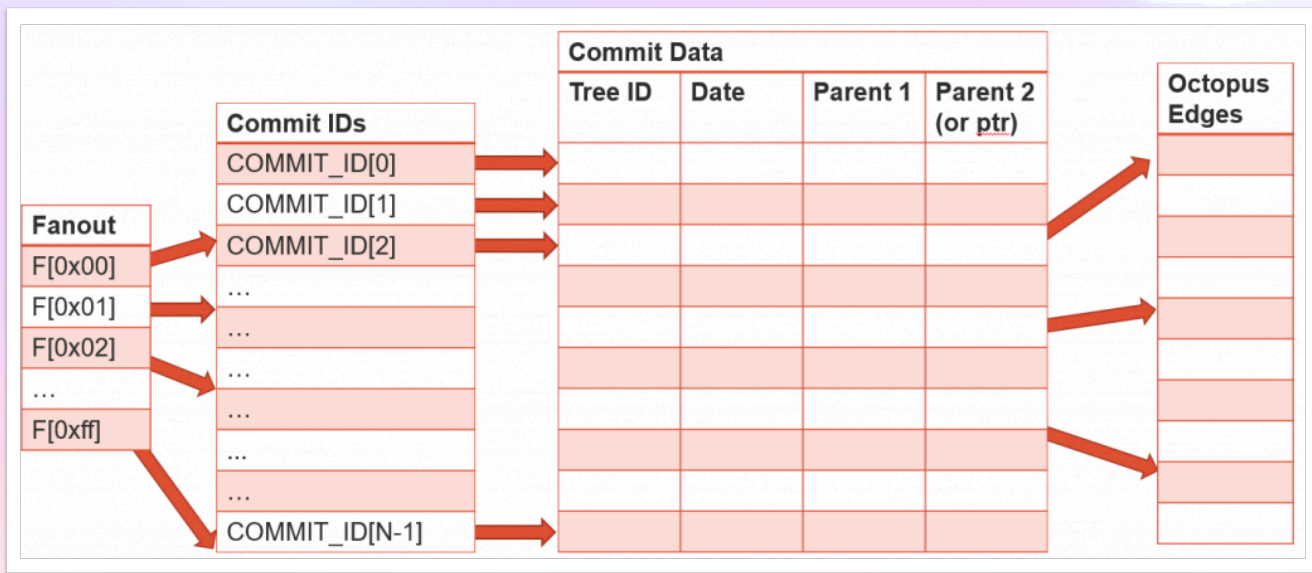 Fanout
F[0x00]
F[0x01]
F[0x02]
…
F[0xff]
Commit IDs
COMMIT_ID[0]
COMMIT_ID[1]
COMMIT_ID[2]
…
…
…
…
...
…
COMMIT_ID[N-1]
Commit Data
Tree ID Date Parent 1 Parent 2
(or ptr)
Octopus
Edges